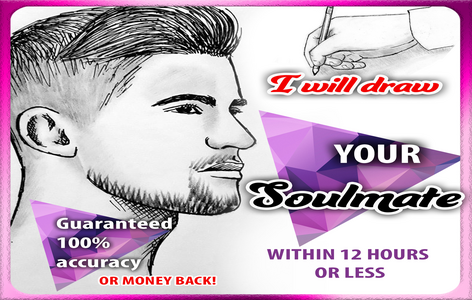 I will draw
YOUR
Soulmate
WITHIN 12 HOURS
OR LESS
Guaranteed
100%
accuracy
OR MONEY BACK!